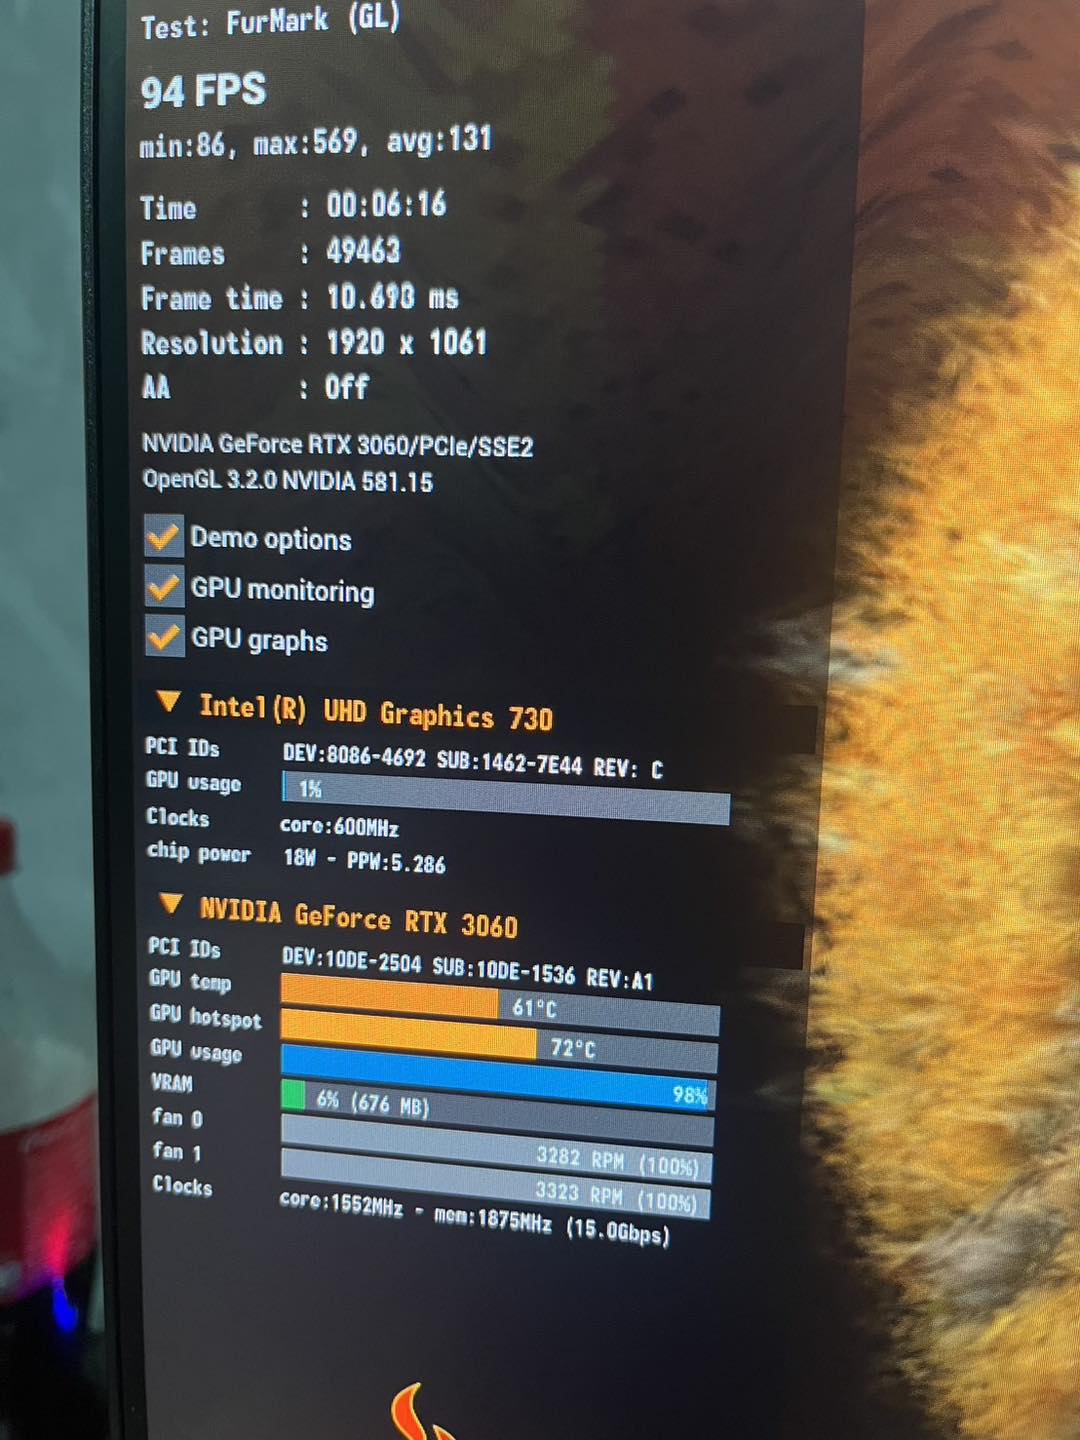 Test: FurMark (GL)
94 FPS
min:86, max:569, avg:131
Time : 00:06:16
Frames : 49463
Frame time : 10.690 ms
Resolution : 1920 x 1061
AA : Off
NVIDIA GeForce RTX 3060/PCIe/SSE2
OpenGL 3.2.0 NVIDIA 581.15
Demo options
GPU monitoring
GPU graphs
Intel(R) UHD Graphics 730
PCI IDs DEV:8086-4692 SUB:1462-7E44 REV: C
GPU usage 1%
Clocks core:600MHz
chip power 18W - PPW:5.286
NVIDIA GeForce RTX 3060
PCI IDs DEV:10DE-2504 SUB:10DE-1536 REV:A1
GPU temp 61°C
GPU hotspot 72°C
GPU usage 98%
VRAM 6% (676 MB)
fan 0 3282 RPM (100%)
fan 1 3323 RPM (100%)
Clocks core:1552MHz - mem:1875MHz (15.0Gbps)